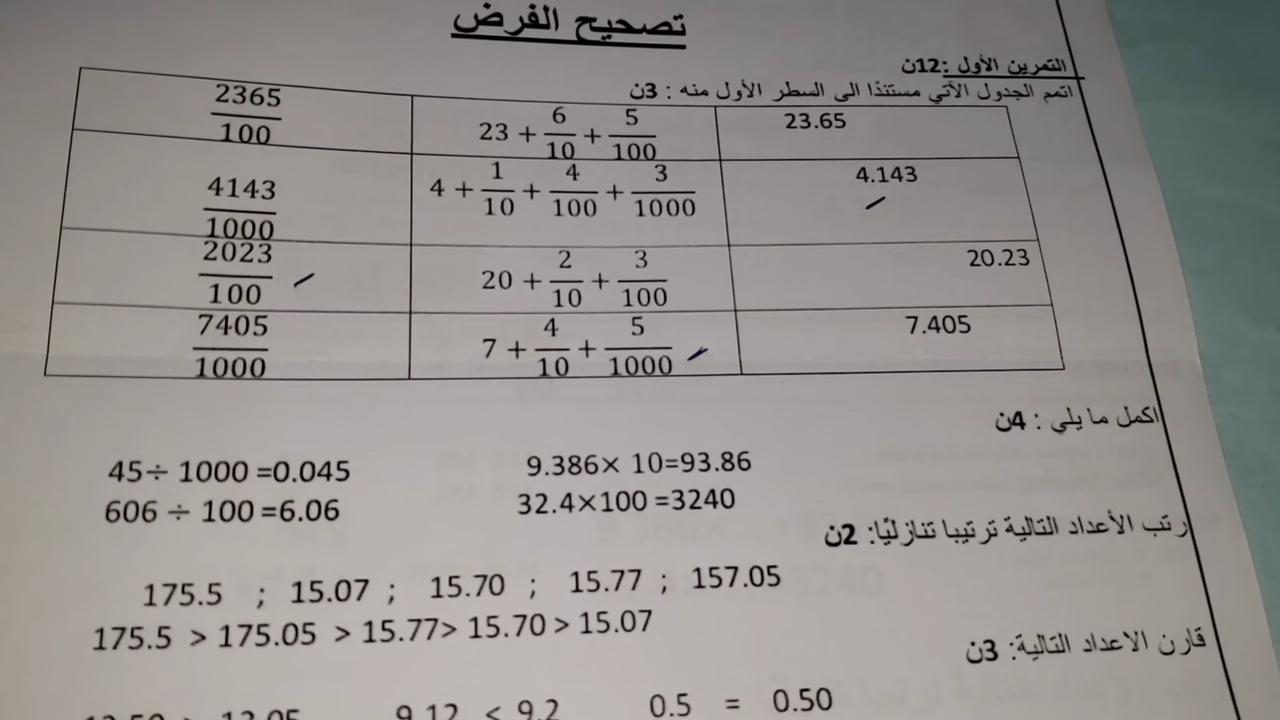 تصحيح الفرض
التمرين الأول :12ن
اتمم الجدول الآتي مستندًا الى السطر الأول منه : 3ن
2365/100 23 + 6/10 + 5/100 23.65
4143/1000 4 + 1/10 + 4/100 + 3/1000 4.143
2023/100 20 + 2/10 + 3/100 20.23
7405/1000 7 + 4/10 + 5/1000 7.405
اكمل ما يلي : 4ن
45÷ 1000 =0.045 9.386× 10=93.86
606 ÷ 100 =6.06 32.4×100 =3240
رتب الأعداد التالية ترتيبا تنازليًا: 2ن
175.5 ; 15.07 ; 15.70 ; 15.77 ; 157.05
175.5 > 175.05 > 15.77> 15.70 > 15.07
قارن الاعداد التالية: 3ن
9.12 < 9.2 0.5 = 0.50